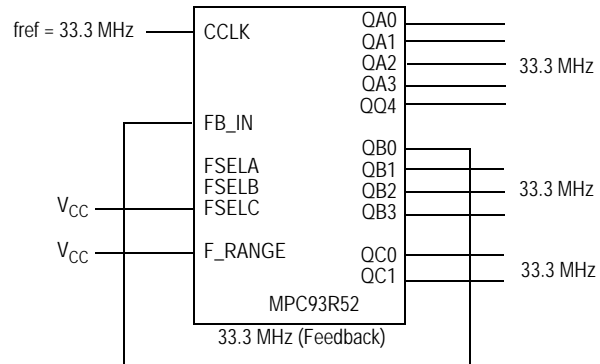 fref = 33.3 MHz
CCLK
FB_IN
FSELA
FSELB
VCC
FSELC
VCC
F_RANGE
QA0
QA1
QA2
QA3
QQ4
33.3 MHz
QB0
QB1
QB2
QB3
33.3 MHz
QC0
QC1
33.3 MHz
MPC93R52
33.3 MHz (Feedback)